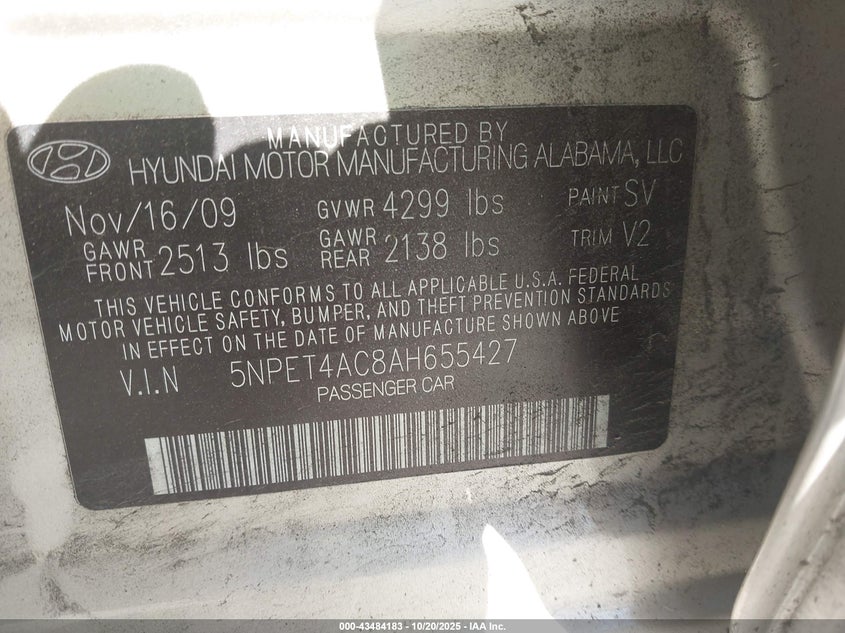 MANUFACTURED BY
HYUNDAI MOTOR MANUFACTURING ALABAMA, LLC
Nov/16/09 GVWR 4299 lbs PAINT SV
GAWR FRONT 2513 lbs GAWR REAR 2138 lbs TRIM V2
THIS VEHICLE CONFORMS TO ALL APPLICABLE U.S.A. FEDERAL
MOTOR VEHICLE SAFETY, BUMPER, AND THEFT PREVENTION STANDARDS
IN EFFECT ON THE DATE OF MANUFACTURE SHOWN ABOVE
V.I.N 5NPET4AC8AH655427
PASSENGER CAR
000-43484183 - 10/20/2025 - IAA Inc.